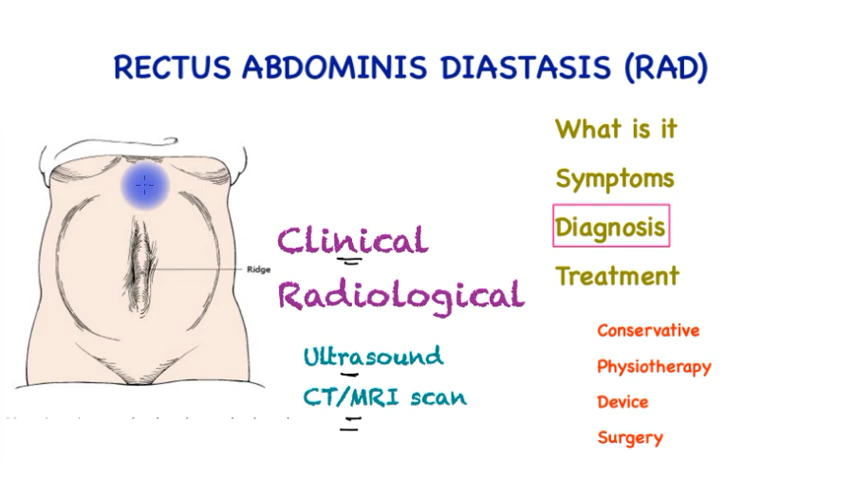 RECTUS ABDOMINIS DIASTASIS (RAD)
What is it
Symptoms
Diagnosis
Treatment
Conservative
Physiotherapy
Device
Surgery
Clinical
Radiological
Ultrasound
CT/MRI scan
Ridge